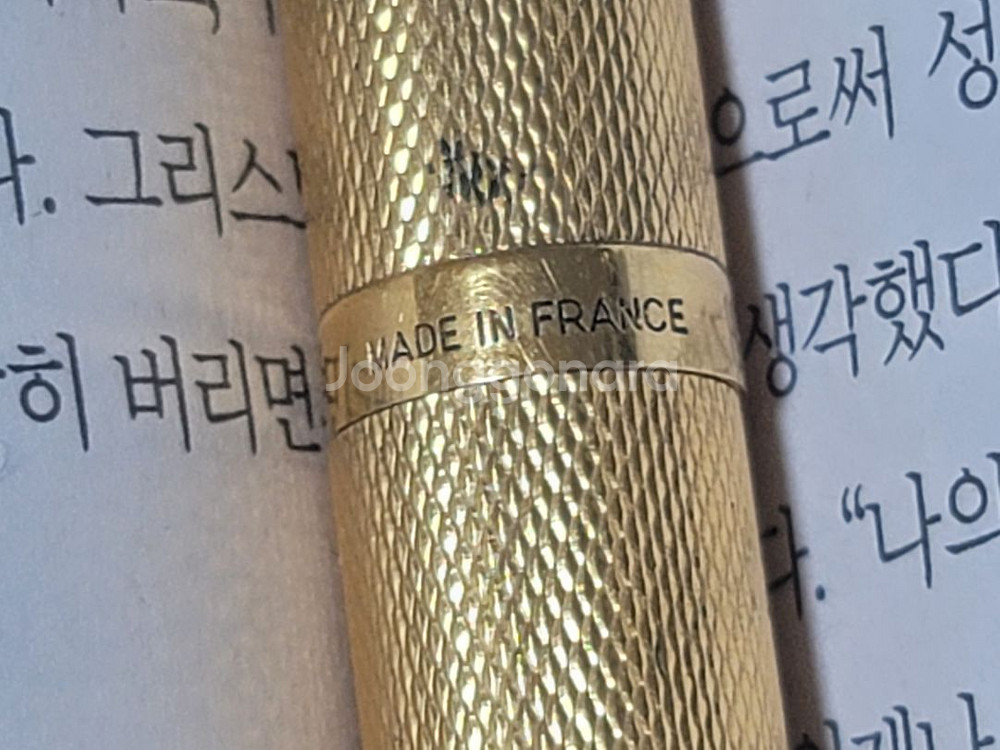 로써 성
다. 그리스
MADE IN FRANCE
생각했다
히 버리면
Joonggonara
다. “나의